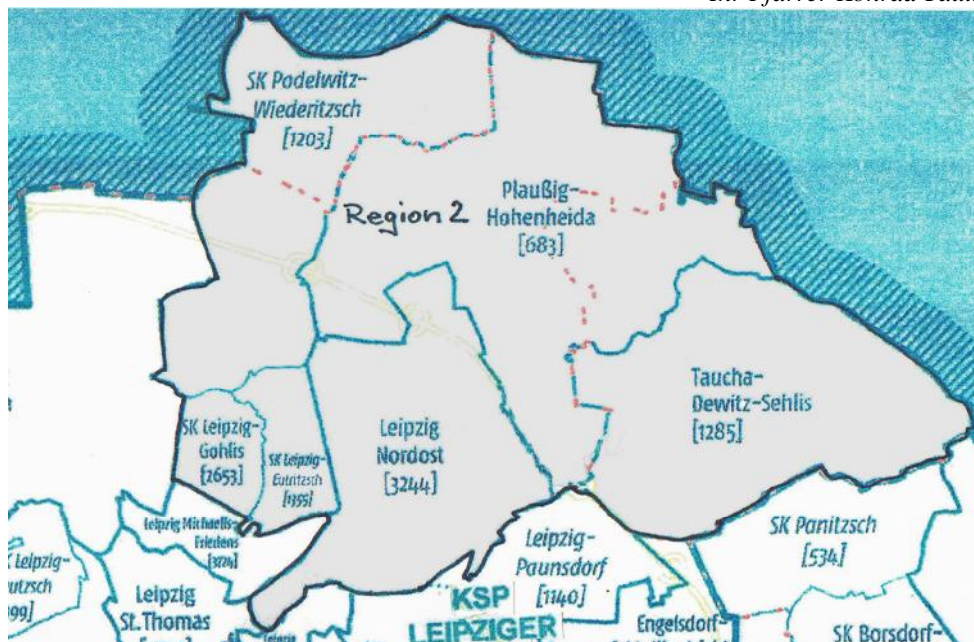 SK Podelwitz-
Wiederitzsch
[1203]
Plaußig-
Hohenheida
[683]
Region 2
Taucha-
Dewitz-Sehlis
[1285]
SK Leipzig-
Gohlis
[2653]
SK Leipzig-
Eutritzsch
[1355]
Leipzig
Nordost
[3244]
Leipzig Michaelis-
Friedens
[3224]
Leipzig
St.Thomas
Leipzig-
Paunsdorf
[1140]
SK Panitzsch
[534]
KSP
LEIPZIGER
Engelsdorf-
SK Borsdorf-